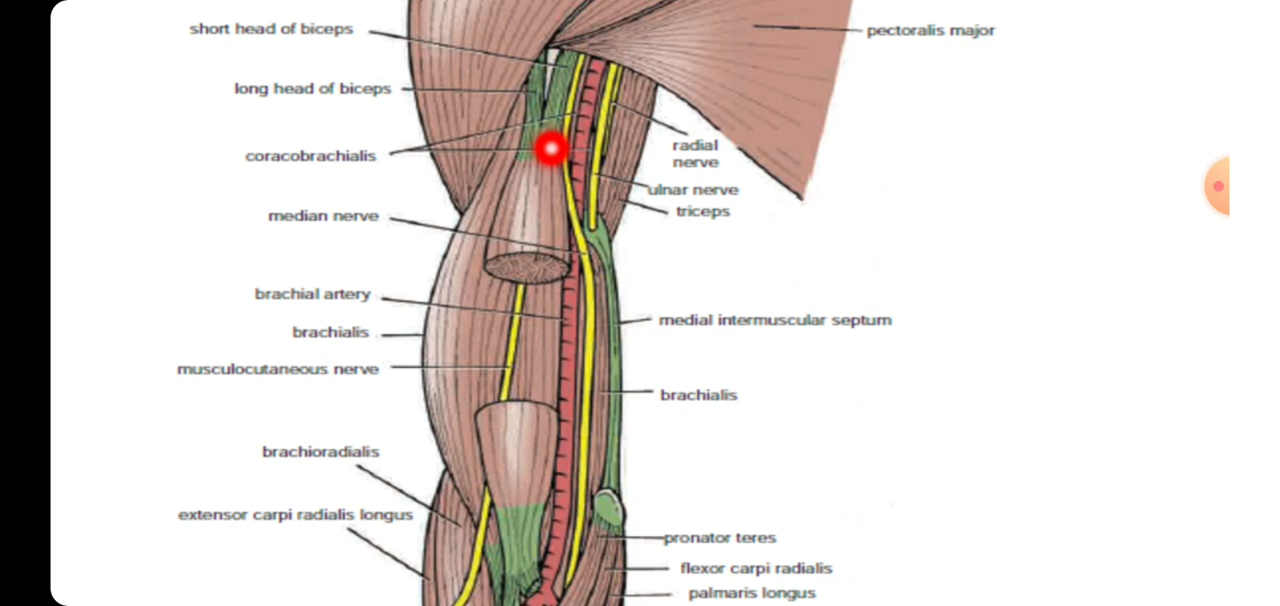 short head of biceps
pectoralis major
long head of biceps
radial
nerve
coracobrachialis
ulnar nerve
triceps
median nerve
brachial artery
medial intermuscular septum
brachialis
musculocutaneous nerve
brachialis
brachioradialis
extensor carpi radialis longus
pronator teres
flexor carpi radialis
palmaris longus